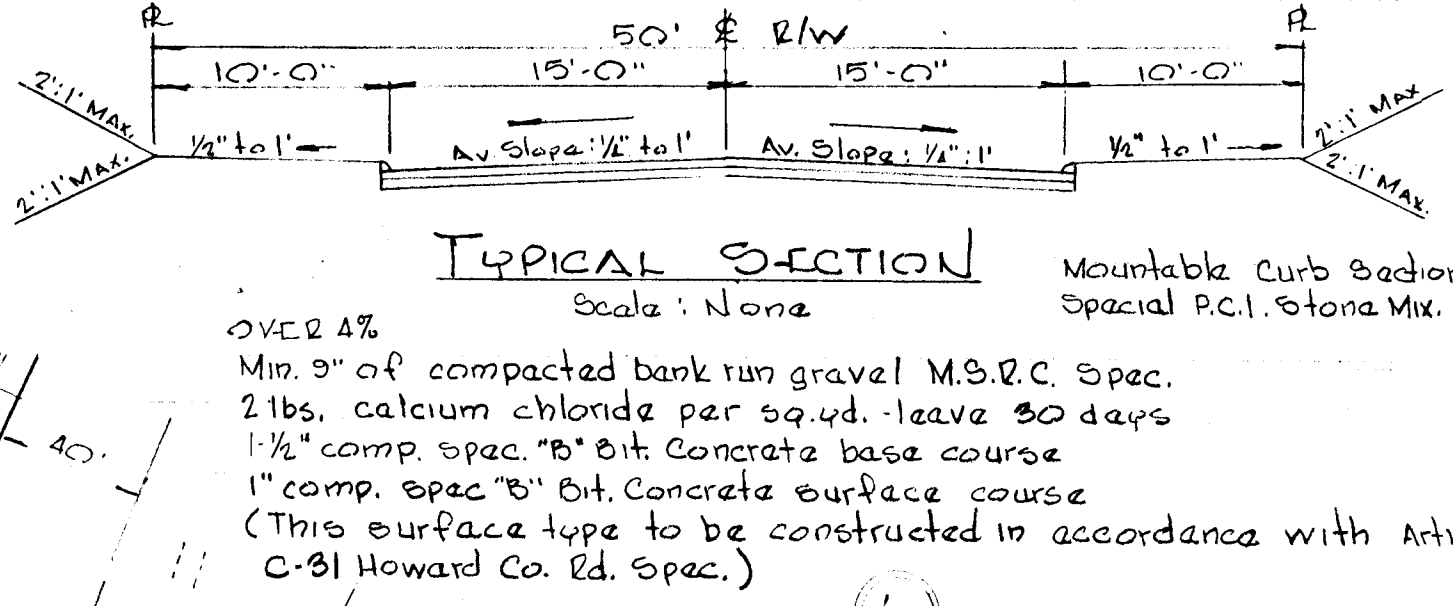 PL 50' CL R/W PL
10'-0" 15'-0" 15'-0" 10'-0"
2':1' MAX. 2':1' MAX
1/2" to 1' Av. Slope: 1/4" to 1' Av. Slope: 1/4":1' 1/2" to 1'
2':1' MAX. 2':1' MAX.
TYPICAL SECTION
Scale: None
Mountable Curb Section
Special P.C.I. Stone Mix.
OVER 4%
Min. 9" of compacted bank run gravel M.S.R.C. Spec.
2 lbs. calcium chloride per sq.yd. -leave 30 days
1-1/2" comp. spec. "B" Bit. Concrete base course
1" comp. spec "B" Bit. Concrete surface course
(This surface type to be constructed in accordance with Arti
C-31 Howard Co. Rd. Spec.)
40.